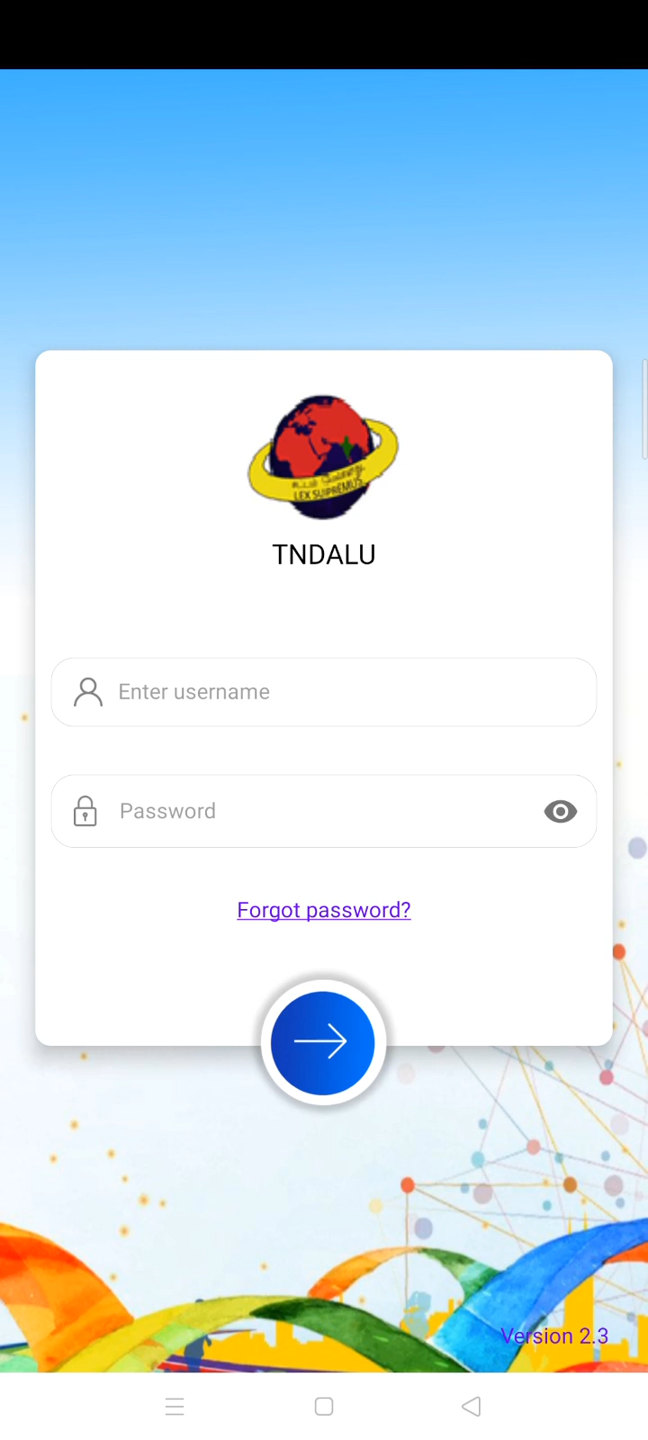 LEX SUPREMUS
TNDALU
Enter username
Password
Forgot password?
Version 2.3